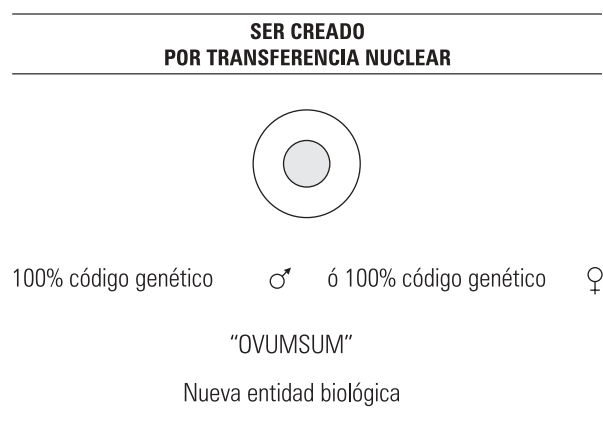 SER CREADO
POR TRANSFERENCIA NUCLEAR
100% código genético ♂ ó 100% código genético ♀
“OVUMSUM”
Nueva entidad biológica